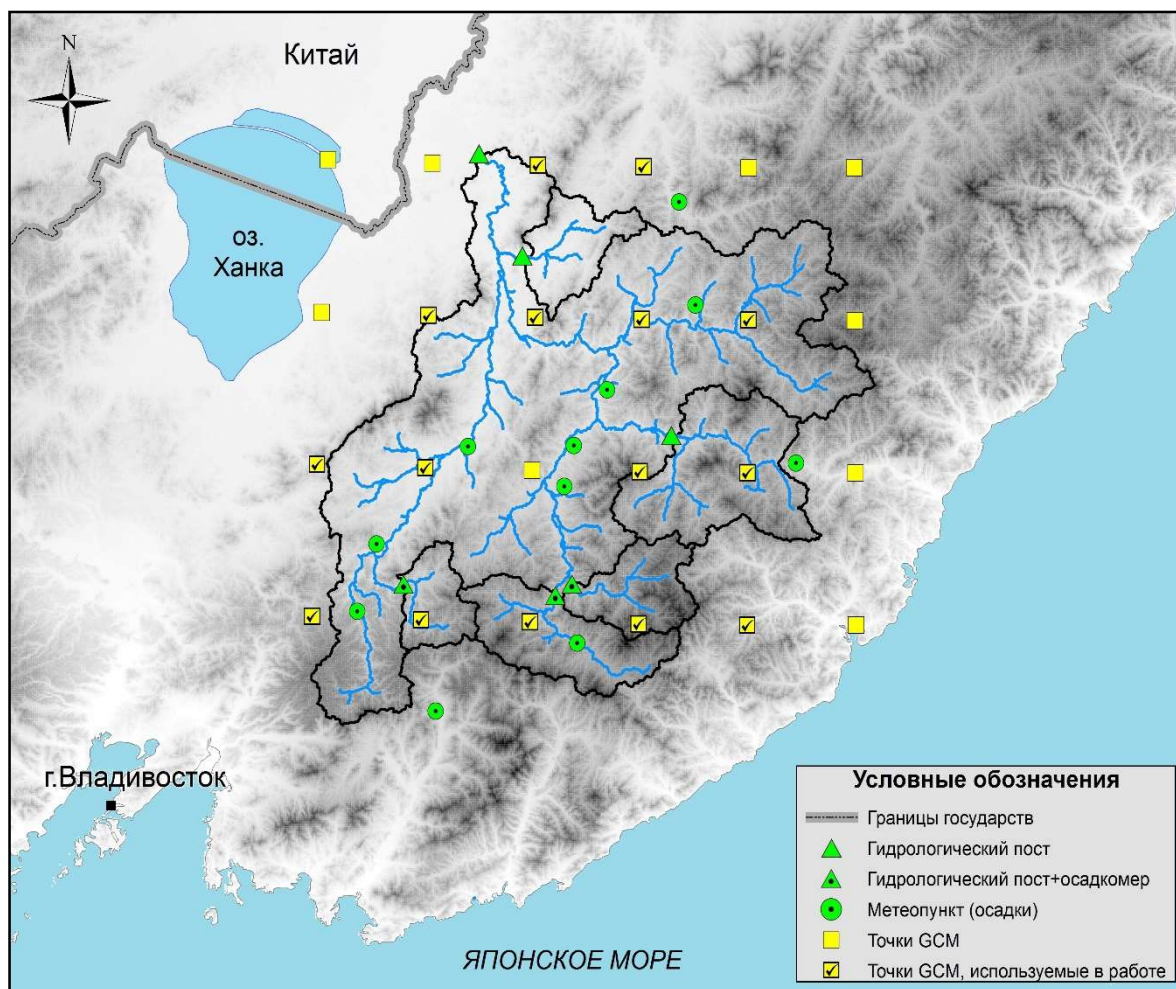 N
Китай
оз.
Ханка
г.Владивосток
ЯПОНСКОЕ МОРЕ
Условные обозначения
Границы государств
Гидрологический пост
Гидрологический пост+осадкомер
Метеопункт (осадки)
Точки GCM
Точки GCM, используемые в работе